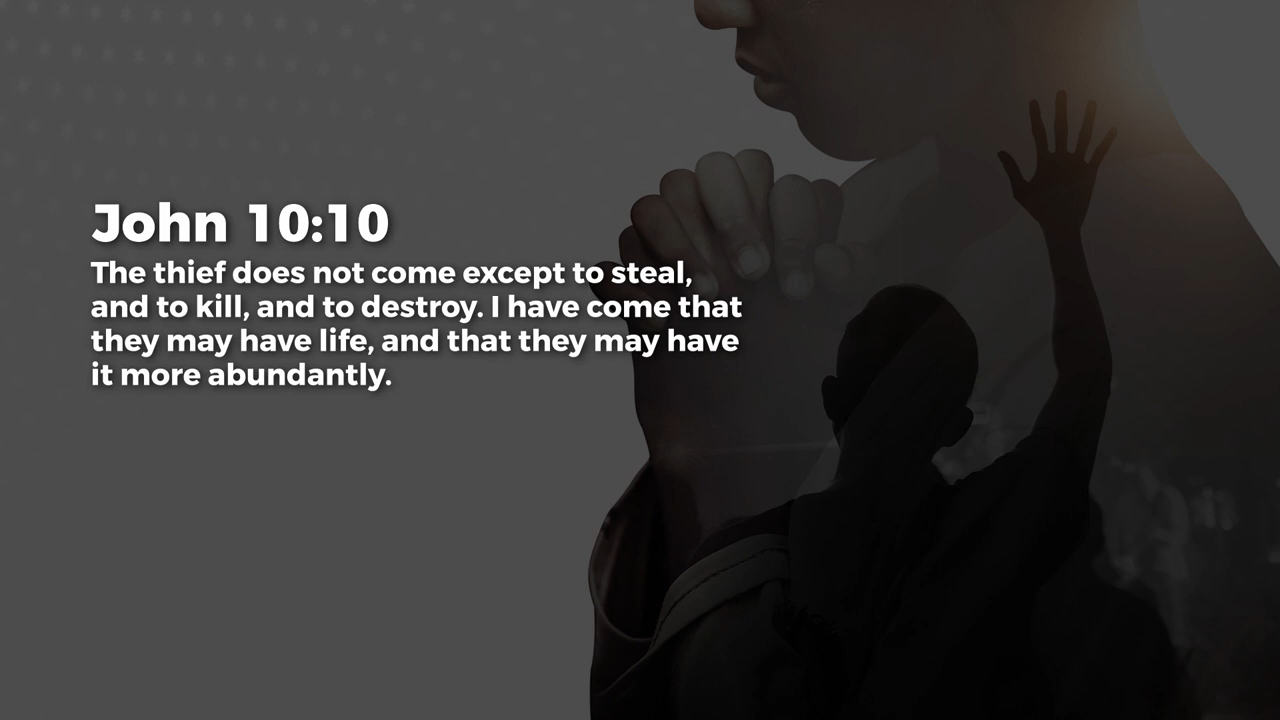 John 10:10
The thief does not come except to steal,
and to kill, and to destroy. I have come that
they may have life, and that they may have
it more abundantly.